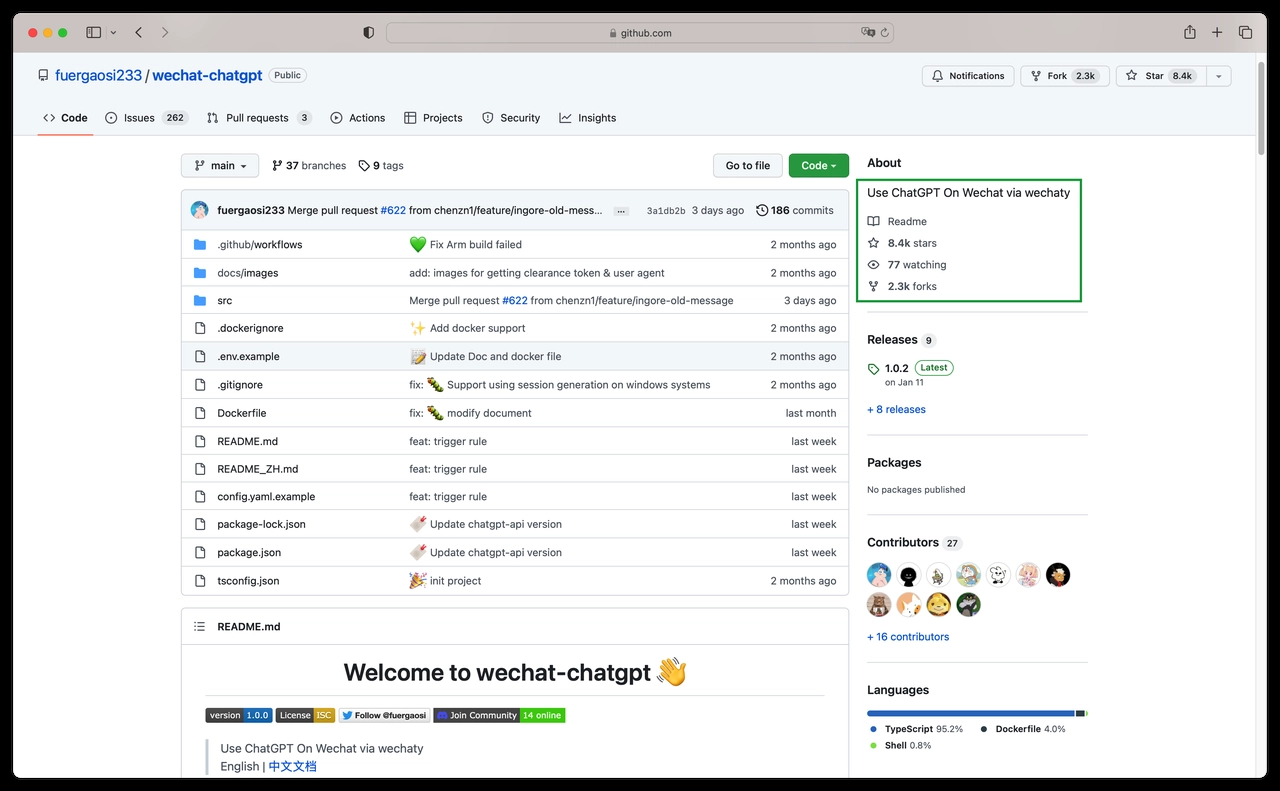 github.com
fuergaosi233 / wechat-chatgpt Public
Notifications Fork 2.3k Star 8.4k
Code Issues 262 Pull requests 3 Actions Projects Security Insights
main 37 branches 9 tags Go to file Code
fuergaosi233 Merge pull request #622 from chenzn1/feature/ingore-old-mess... ... 3a1db2b 3 days ago 186 commits
.github/workflows Fix Arm build failed 2 months ago
docs/images add: images for getting clearance token & user agent 2 months ago
src Merge pull request #622 from chenzn1/feature/ingore-old-message 3 days ago
.dockerignore Add docker support 2 months ago
.env.example Update Doc and docker file 2 months ago
.gitignore fix: 🐛 Support using session generation on windows systems 2 months ago
Dockerfile fix: 🐛 modify document last month
README.md feat: trigger rule last week
README_ZH.md feat: trigger rule last week
config.yaml.example feat: trigger rule last week
package-lock.json Update chatgpt-api version last week
package.json Update chatgpt-api version last week
tsconfig.json init project 2 months ago
README.md
Welcome to wechat-chatgpt 👋
version 1.0.0 License ISC Follow @fuergaosi Join Community 14 online
Use ChatGPT On Wechat via wechaty
English | 中文文档
About
Use ChatGPT On Wechat via wechaty
Readme
8.4k stars
77 watching
2.3k forks
Releases 9
1.0.2 Latest
on Jan 11
+ 8 releases
Packages
No packages published
Contributors 27
+ 16 contributors
Languages
TypeScript 95.2% Dockerfile 4.0%
Shell 0.8%